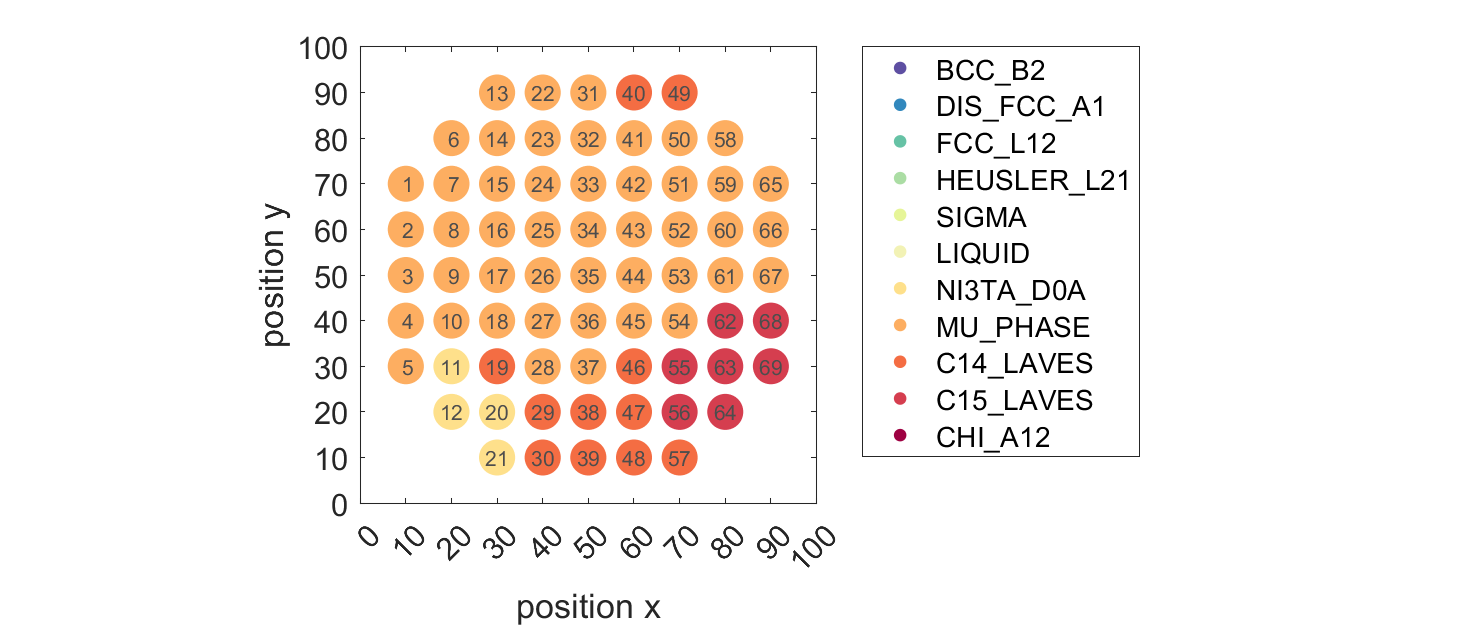 100
90
80
70
60
50
40
30
20
10
0
position y
13 22 31 40 49
6 14 23 32 41 50 58
1 7 15 24 33 42 51 59 65
2 8 16 25 34 43 52 60 66
3 9 17 26 35 44 53 61 67
4 10 18 27 36 45 54 62 68
5 11 19 28 37 46 55 63 69
12 20 29 38 47 56 64
21 30 39 48 57
0 10 20 30 40 50 60 70 80 90 100
position x
BCC_B2
DIS_FCC_A1
FCC_L12
HEUSLER_L21
SIGMA
LIQUID
NI3TA_D0A
MU_PHASE
C14_LAVES
C15_LAVES
CHI_A12